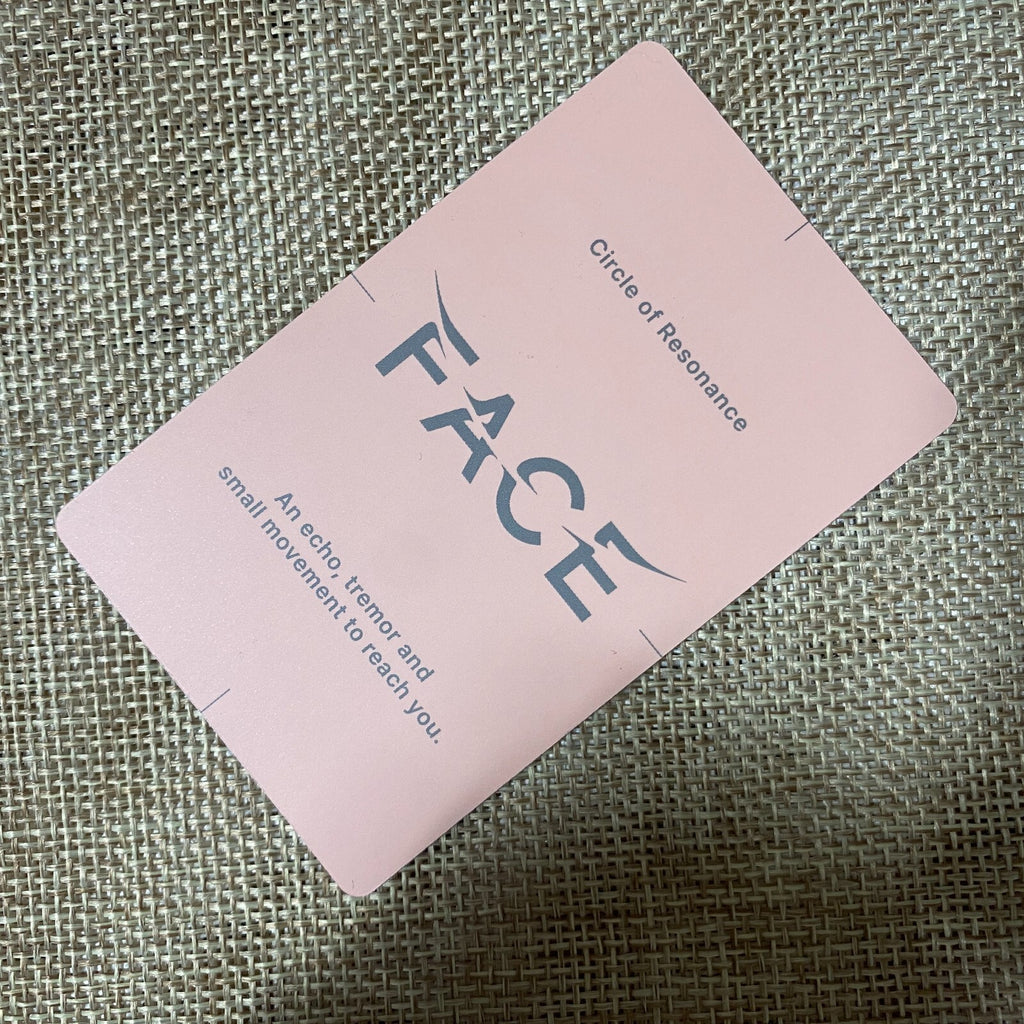 Circle of Resonance
FACE
An echo, tremor and
small movement to reach you.